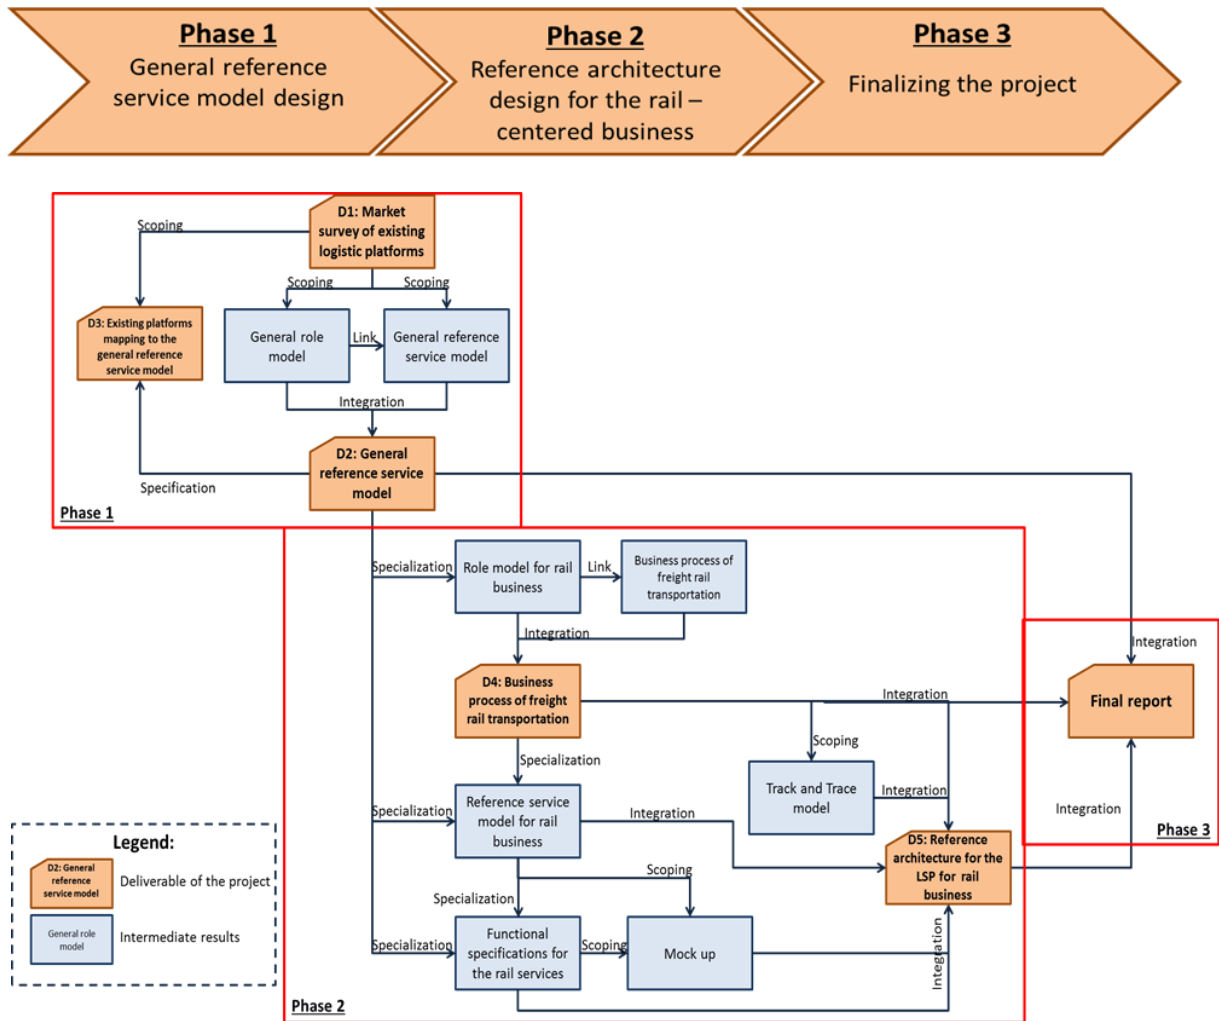 Phase 1
General reference
service model design
Phase 2
Reference architecture
design for the rail –
centered business
Phase 3
Finalizing the project
D1: Market
survey of existing
logistic platforms
Scoping
Scoping
Scoping
D3: Existing platforms
mapping to the
general reference
service model
General role
model
Link
General reference
service model
Integration
D2: General
reference service
model
Specification
Phase 1
Specialization
Role model for rail
business
Link
Business process of
freight rail
transportation
Integration
Integration
D4: Business
process of freight
rail transportation
Integration
Final report
Scoping
Specialization
Track and Trace
model
Integration
Reference service
model for rail
business
Specialization
Integration
Integration
Phase 3
D5: Reference
architecture for the
LSP for rail
business
Scoping
Specialization
Specialization
Functional
specifications for
the rail services
Scoping
Mock up
Integration
Phase 2
Legend:
D2: General
reference
service model
Deliverable of the project
General role
model
Intermediate results